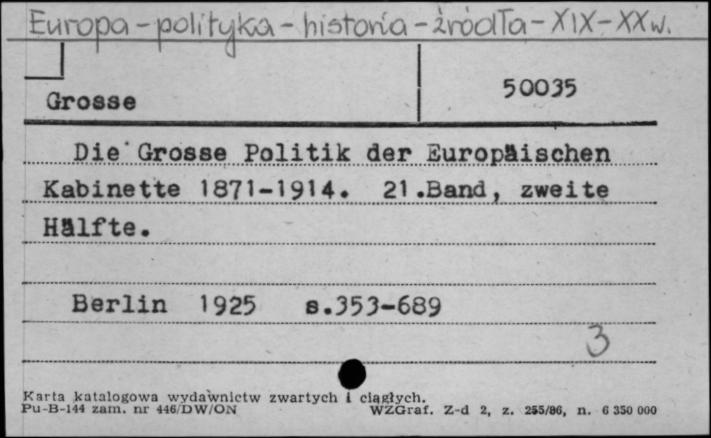 Europa – polityka – historia – źródła – XIX – XX w.
Grosse
50035
Die Grosse Politik der Europäischen
Kabinette 1871-1914. 21.Band, zweite
Hälfte.
Berlin 1925 s.353-689
3
Karta katalogowa wydawnictw zwartych i ciągłych.
Pu-B-144 zam. nr 446/DW/ON WZGraf. Z-d 2, z. 255/86, n. 6 350 000